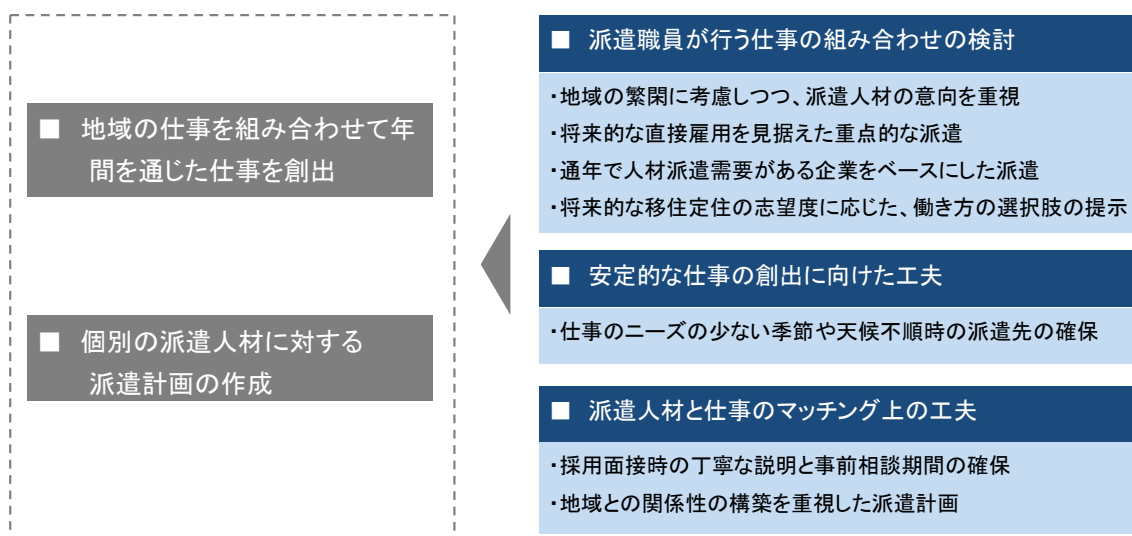 ■ 地域の仕事を組み合わせて年
間を通じた仕事を創出
■ 個別の派遣人材に対する
派遣計画の作成
■ 派遣職員が行う仕事の組み合わせの検討
・地域の繁閑に考慮しつつ、派遣人材の意向を重視
・将来的な直接雇用を見据えた重点的な派遣
・通年で人材派遣需要がある企業をベースにした派遣
・将来的な移住定住の志望度に応じた、働き方の選択肢の提示
■ 安定的な仕事の創出に向けた工夫
・仕事のニーズの少ない季節や天候不順時の派遣先の確保
■ 派遣人材と仕事のマッチング上の工夫
・採用面接時の丁寧な説明と事前相談期間の確保
・地域との関係性の構築を重視した派遣計画